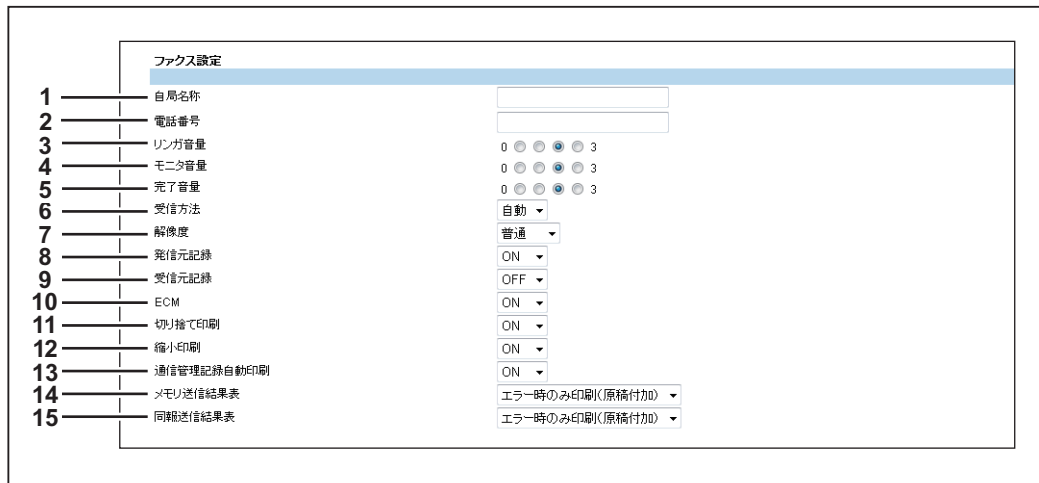 ファクス設定
1 自局名称
2 電話番号
3 リンガ音量 0 3
4 モニタ音量 0 3
5 完了音量 0 3
6 受信方法 自動
7 解像度 普通
8 発信元記録 ON
9 受信元記録 OFF
10 ECM ON
11 切り捨て印刷 ON
12 縮小印刷 ON
13 通信管理記録自動印刷 ON
14 メモリ送信結果表 エラー時のみ印刷(原稿付加)
15 同報送信結果表 エラー時のみ印刷(原稿付加)